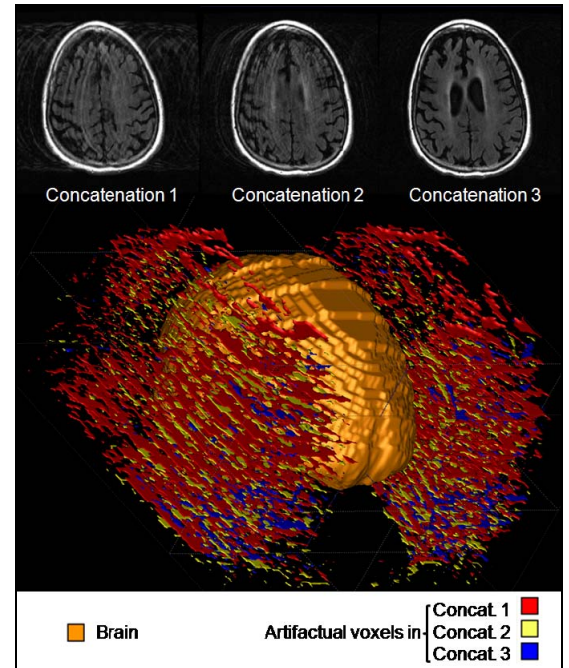 Concatenation 1 Concatenation 2 Concatenation 3
Brain Artifactual voxels in Concat. 1
Concat. 2
Concat. 3